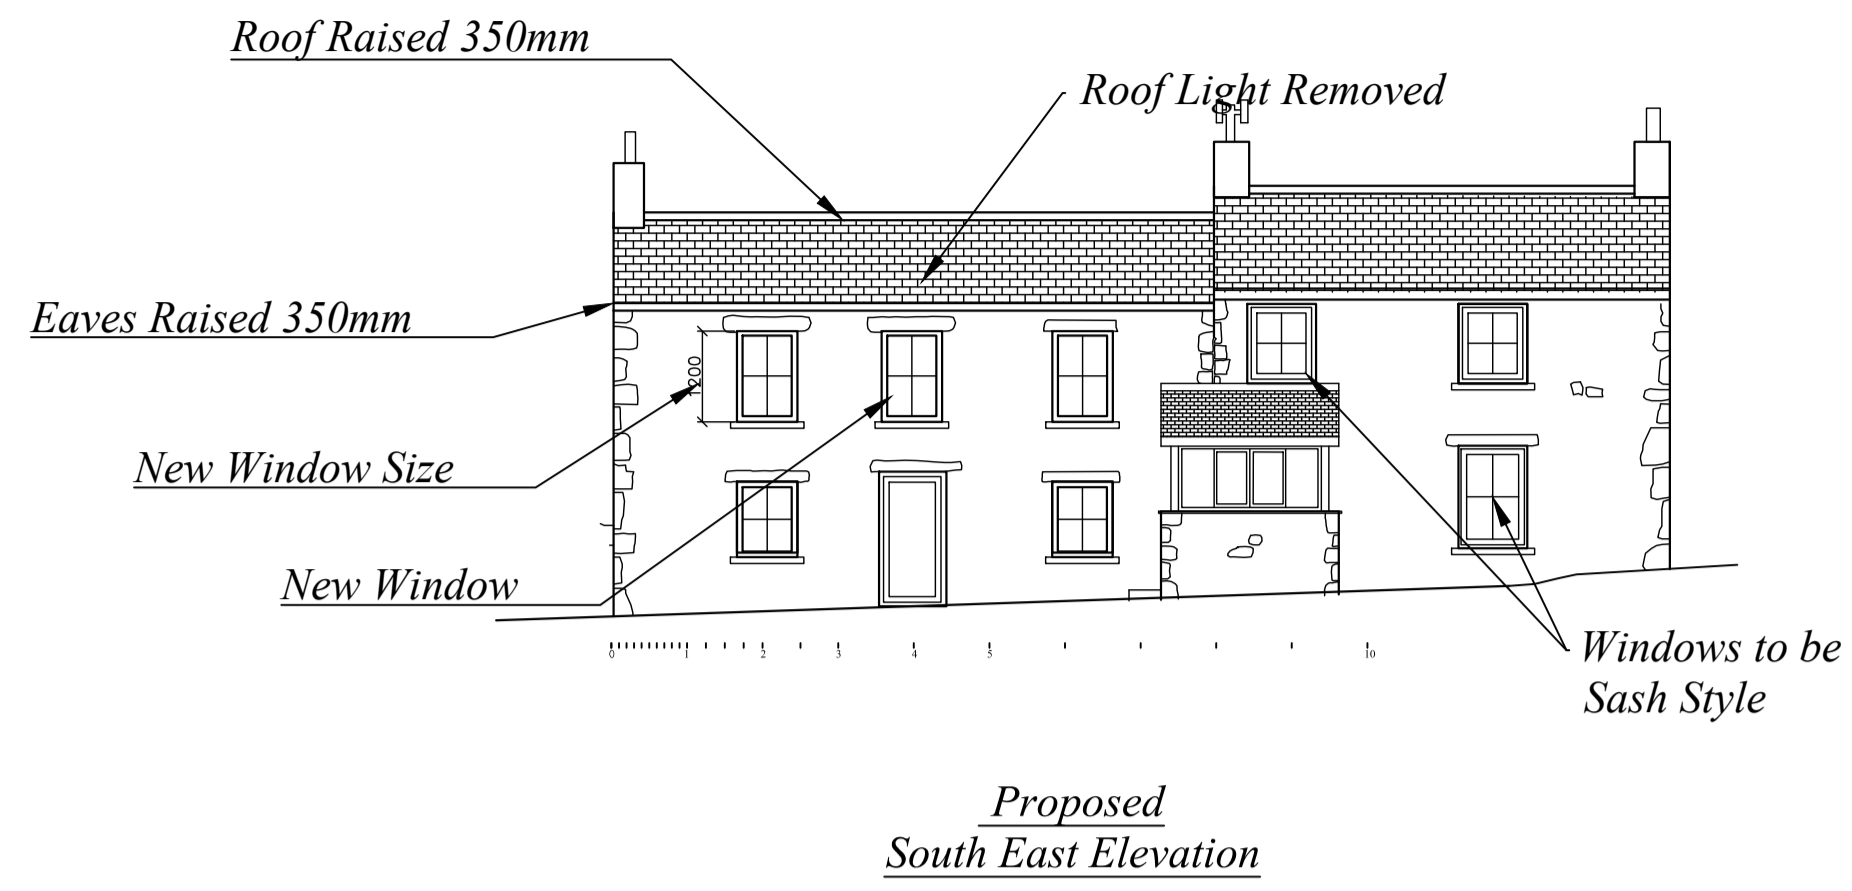 Roof Raised 350mm
Roof Light Removed
Eaves Raised 350mm
1200
New Window Size
New Window
0 1 2 3 4 5 10
Windows to be
Sash Style
Proposed
South East Elevation